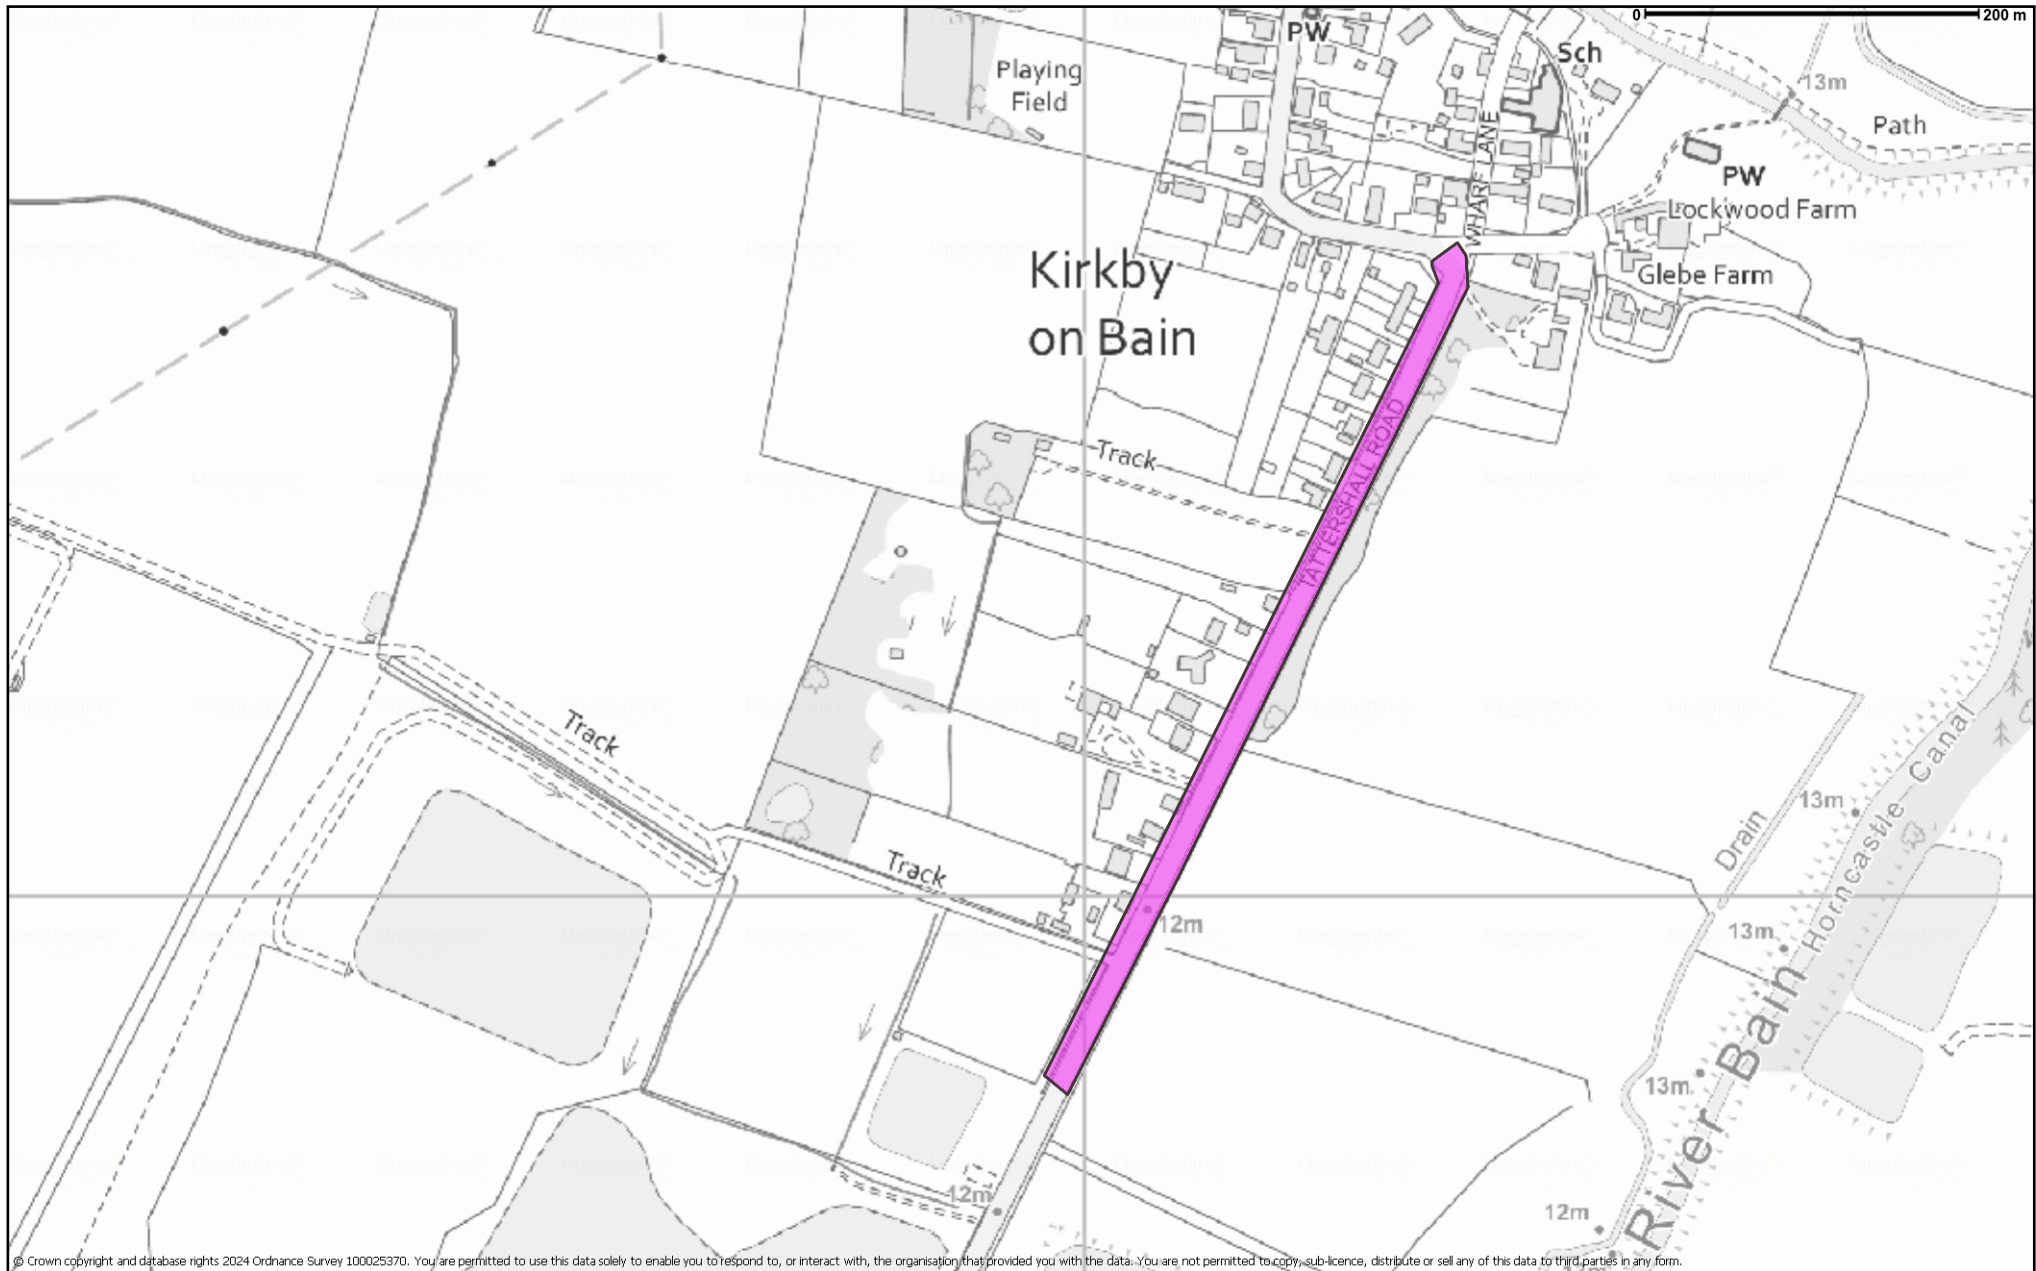 0 200 m
PW
Sch
Playing
Field
13m
WHARF LANE
Path
PW
Lockwood Farm
Kirkby
on Bain
Glebe Farm
TATTERSHALL ROAD
Track
Track
Track
Horncastle Canal
13m
Drain
12m
13m
River Bain
13m
12m
12m
© Crown copyright and database rights 2024 Ordnance Survey 100025370. You are permitted to use this data solely to enable you to respond to, or interact with, the organisation that provided you with the data. You are not permitted to copy, sub-licence, distribute or sell any of this data to third parties in any form.